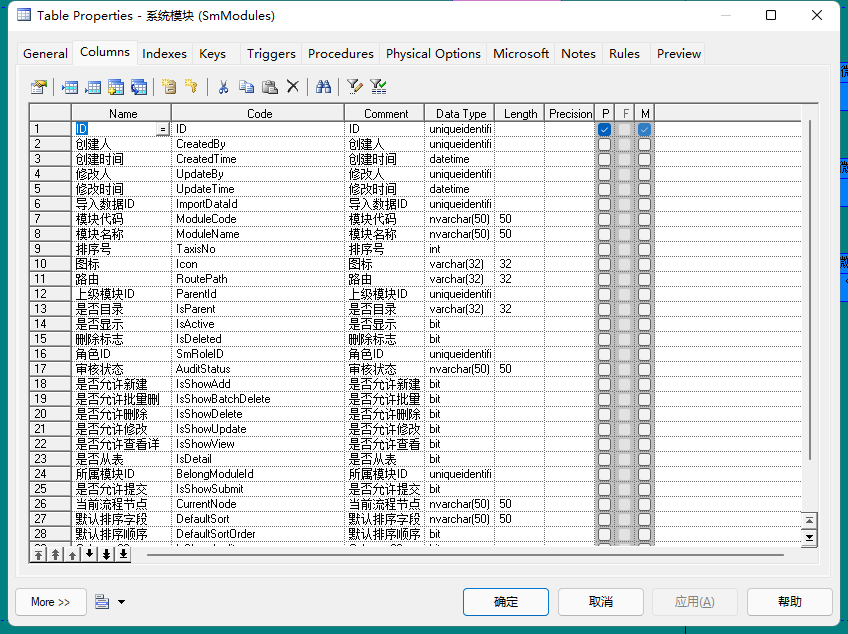 Table Properties - 系统模块 (SmModules)
General Columns Indexes Keys Triggers Procedures Physical Options Microsoft Notes Rules Preview
Name Code Comment Data Type Length Precision P F M
1 ID = ID ID uniqueidentifi
2 创建人 CreatedBy 创建人 uniqueidentifi
3 创建时间 CreatedTime 创建时间 datetime
4 修改人 UpdateBy 修改人 uniqueidentifi
5 修改时间 UpdateTime 修改时间 datetime
6 导入数据ID ImportDataId 导入数据ID uniqueidentifi
7 模块代码 ModuleCode 模块代码 nvarchar(50) 50
8 模块名称 ModuleName 模块名称 nvarchar(50) 50
9 排序号 TaxisNo 排序号 int
10 图标 Icon 图标 varchar(32) 32
11 路由 RoutePath 路由 varchar(32) 32
12 上级模块ID ParentId 上级模块ID uniqueidentifi
13 是否目录 IsParent 是否目录 varchar(32) 32
14 是否显示 IsActive 是否显示 bit
15 删除标志 IsDeleted 删除标志 bit
16 角色ID SmRoleID 角色ID uniqueidentifi
17 审核状态 AuditStatus 审核状态 nvarchar(50) 50
18 是否允许新建 IsShowAdd 是否允许新建 bit
19 是否允许批量删 IsShowBatchDelete 是否允许批量 bit
20 是否允许删除 IsShowDelete 是否允许删除 bit
21 是否允许修改 IsShowUpdate 是否允许修改 bit
22 是否允许查看详 IsShowView 是否允许查看 bit
23 是否从表 IsDetail 是否从表 bit
24 所属模块ID BelongModuleId 所属模块ID uniqueidentifi
25 是否允许提交 IsShowSubmit 是否允许提交 bit
26 当前流程节点 CurrentNode 当前流程节点 nvarchar(50) 50
27 默认排序字段 DefaultSort 默认排序字段 nvarchar(50) 50
28 默认排序顺序 DefaultSortOrder 默认排序顺序 bit
More >> 确定 取消 应用(A) 帮助